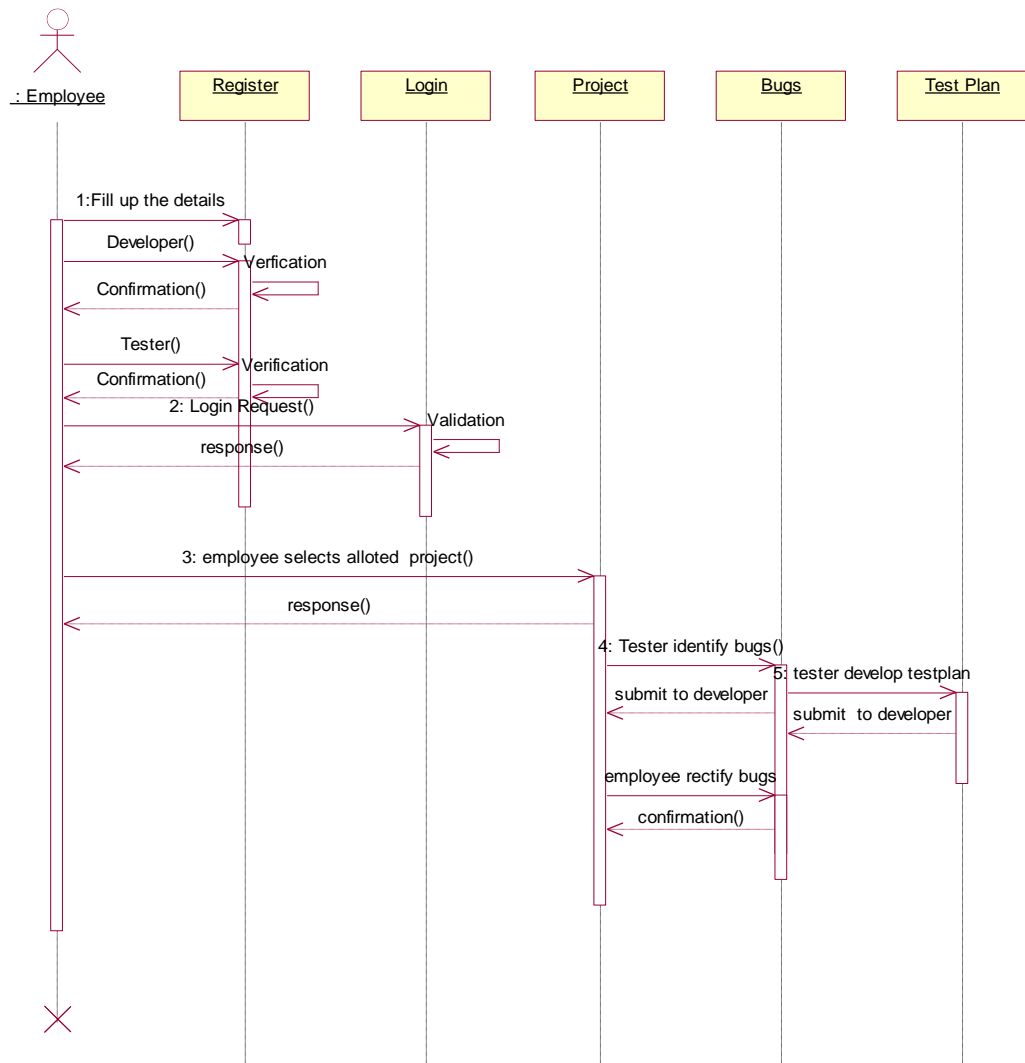 : Employee
Register
Login
Project
Bugs
Test Plan
1:Fill up the details
Developer()
Verfication
Confirmation()
Tester()
Verification
Confirmation()
2: Login Request()
Validation
response()
3: employee selects alloted project()
response()
4: Tester identify bugs()
5: tester develop testplan
submit to developer
submit to developer
employee rectify bugs
confirmation()